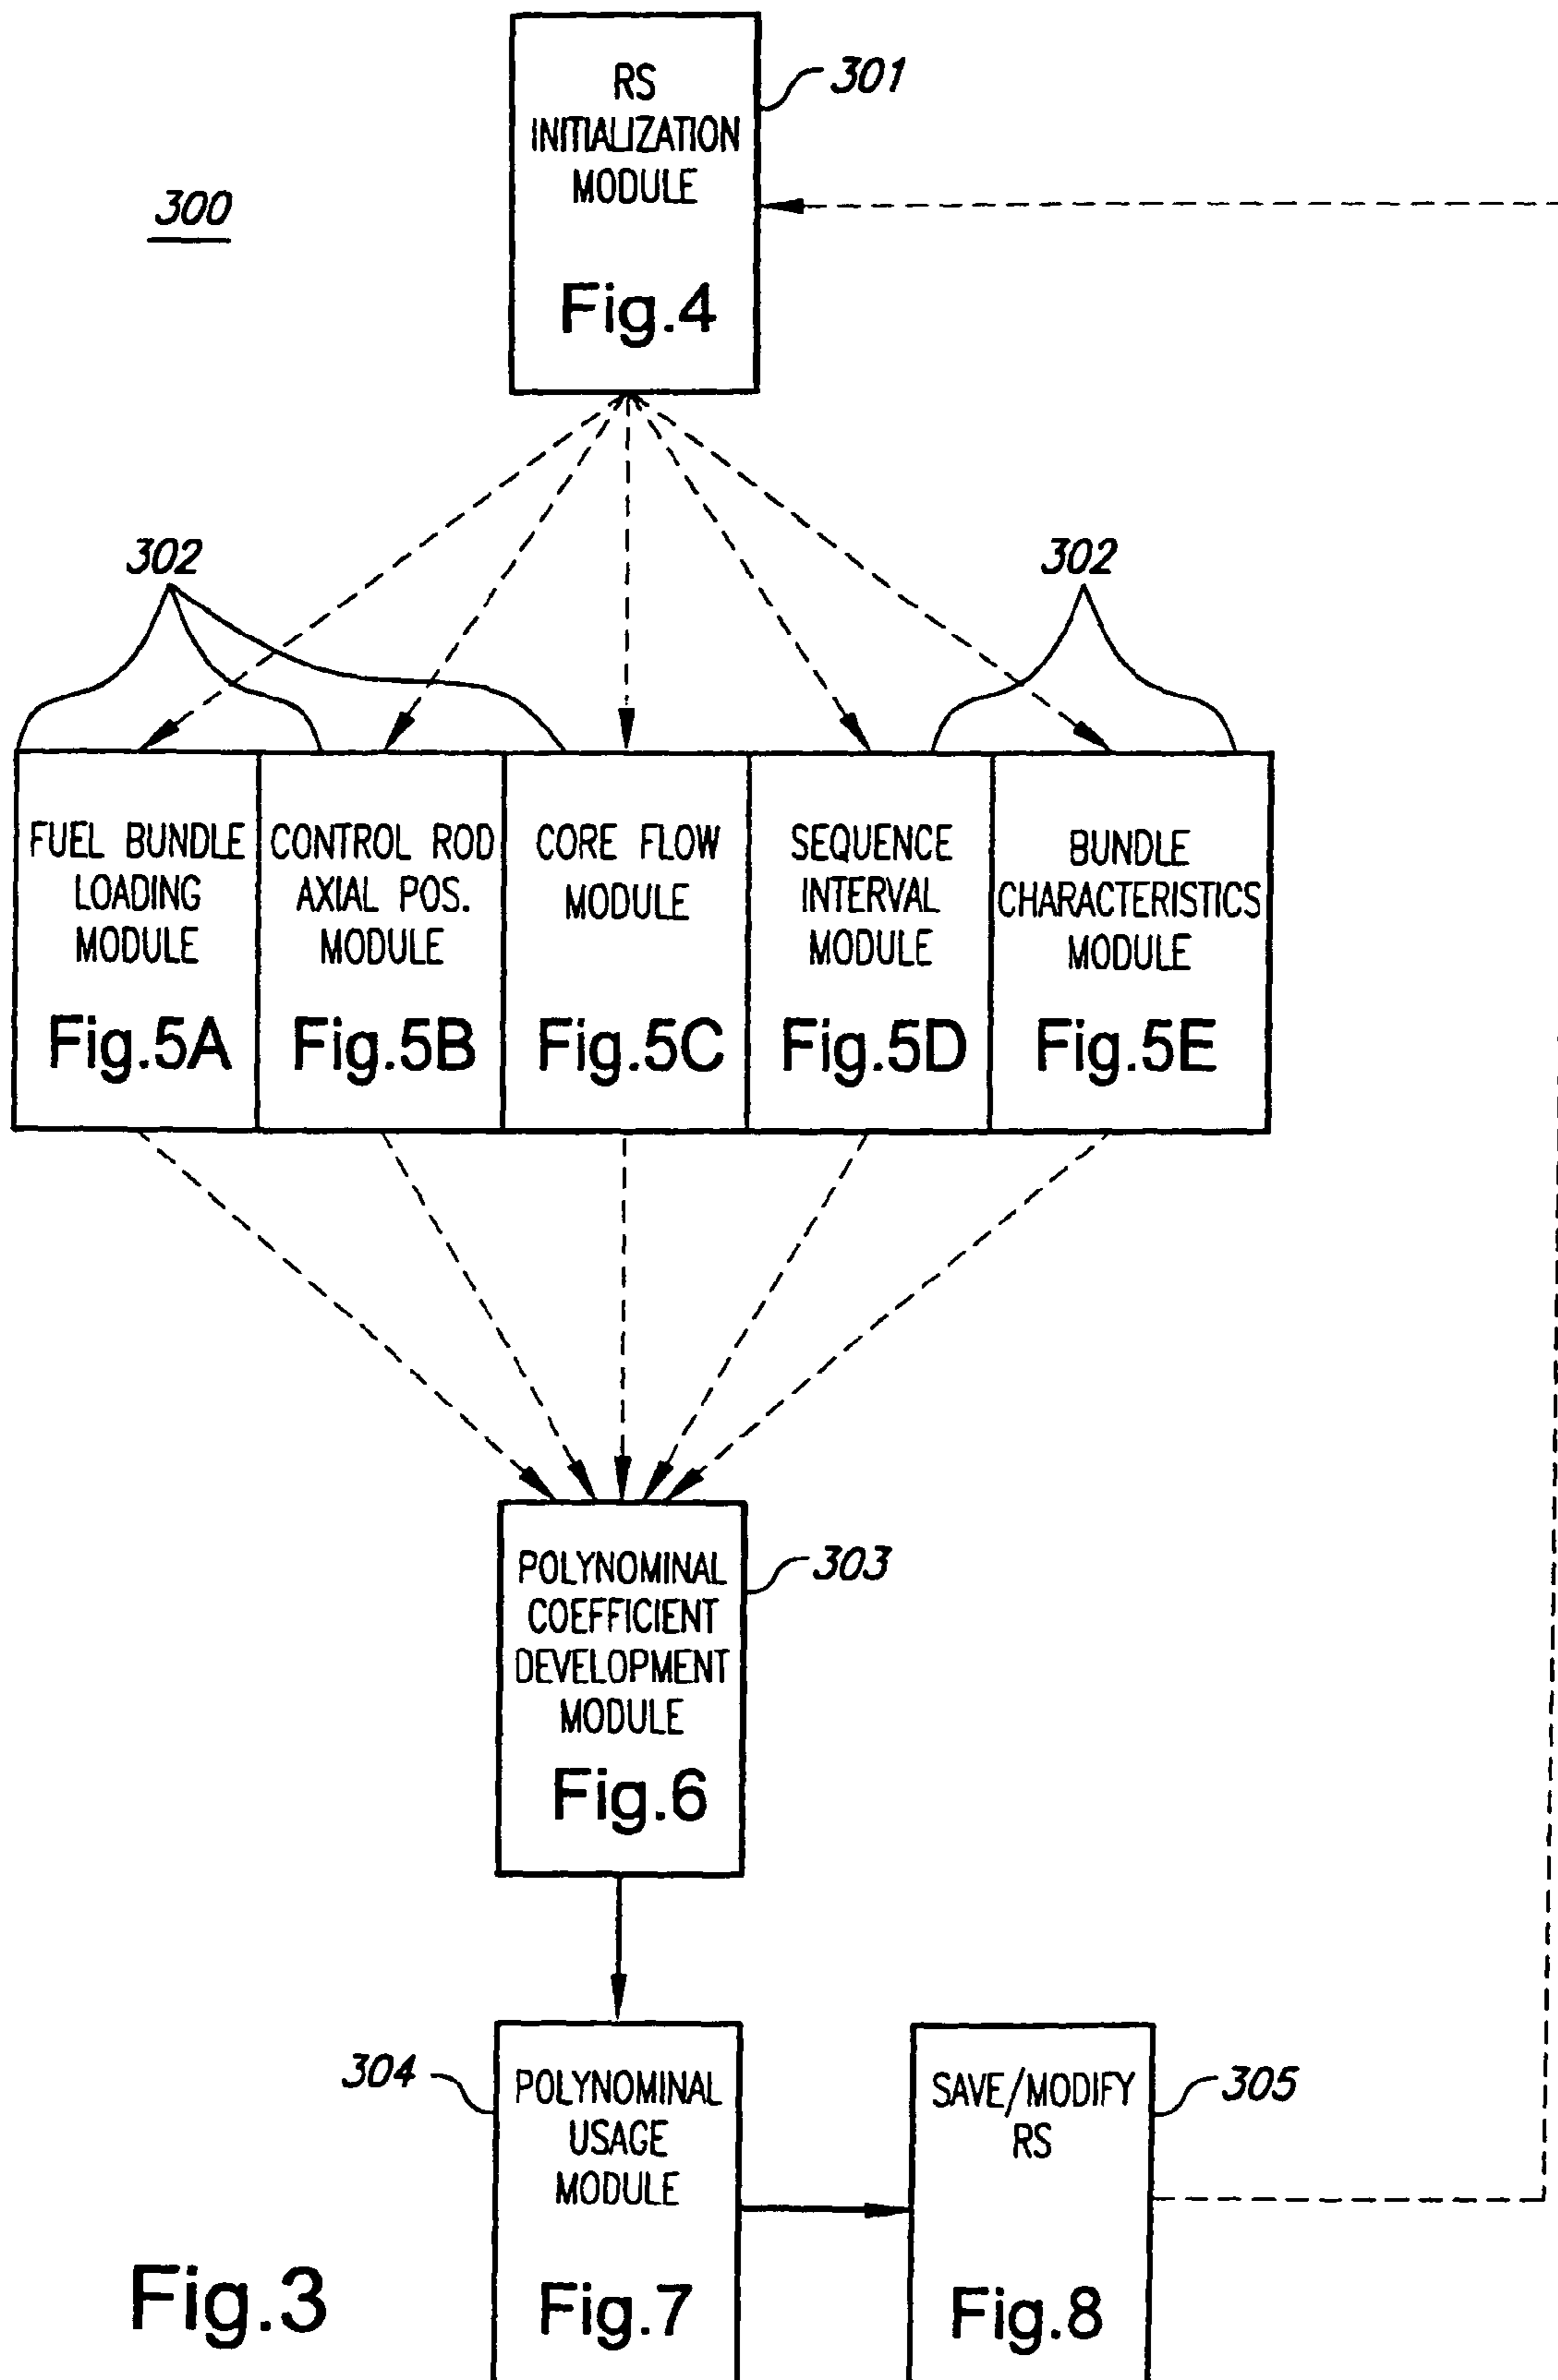 RS
INITIALIZATION
MODULE
Fig.4
301
300
302
302
FUEL BUNDLE
LOADING
MODULE
Fig.5A
CONTROL ROD
AXIAL POS.
MODULE
Fig.5B
CORE FLOW
MODULE
Fig.5C
SEQUENCE
INTERVAL
MODULE
Fig.5D
BUNDLE
CHARACTERISTICS
MODULE
Fig.5E
POLYNOMINAL
COEFFICIENT
DEVELOPMENT
MODULE
Fig.6
303
304
POLYNOMINAL
USAGE
MODULE
Fig.7
SAVE/MODIFY
RS
Fig.8
305
Fig.3